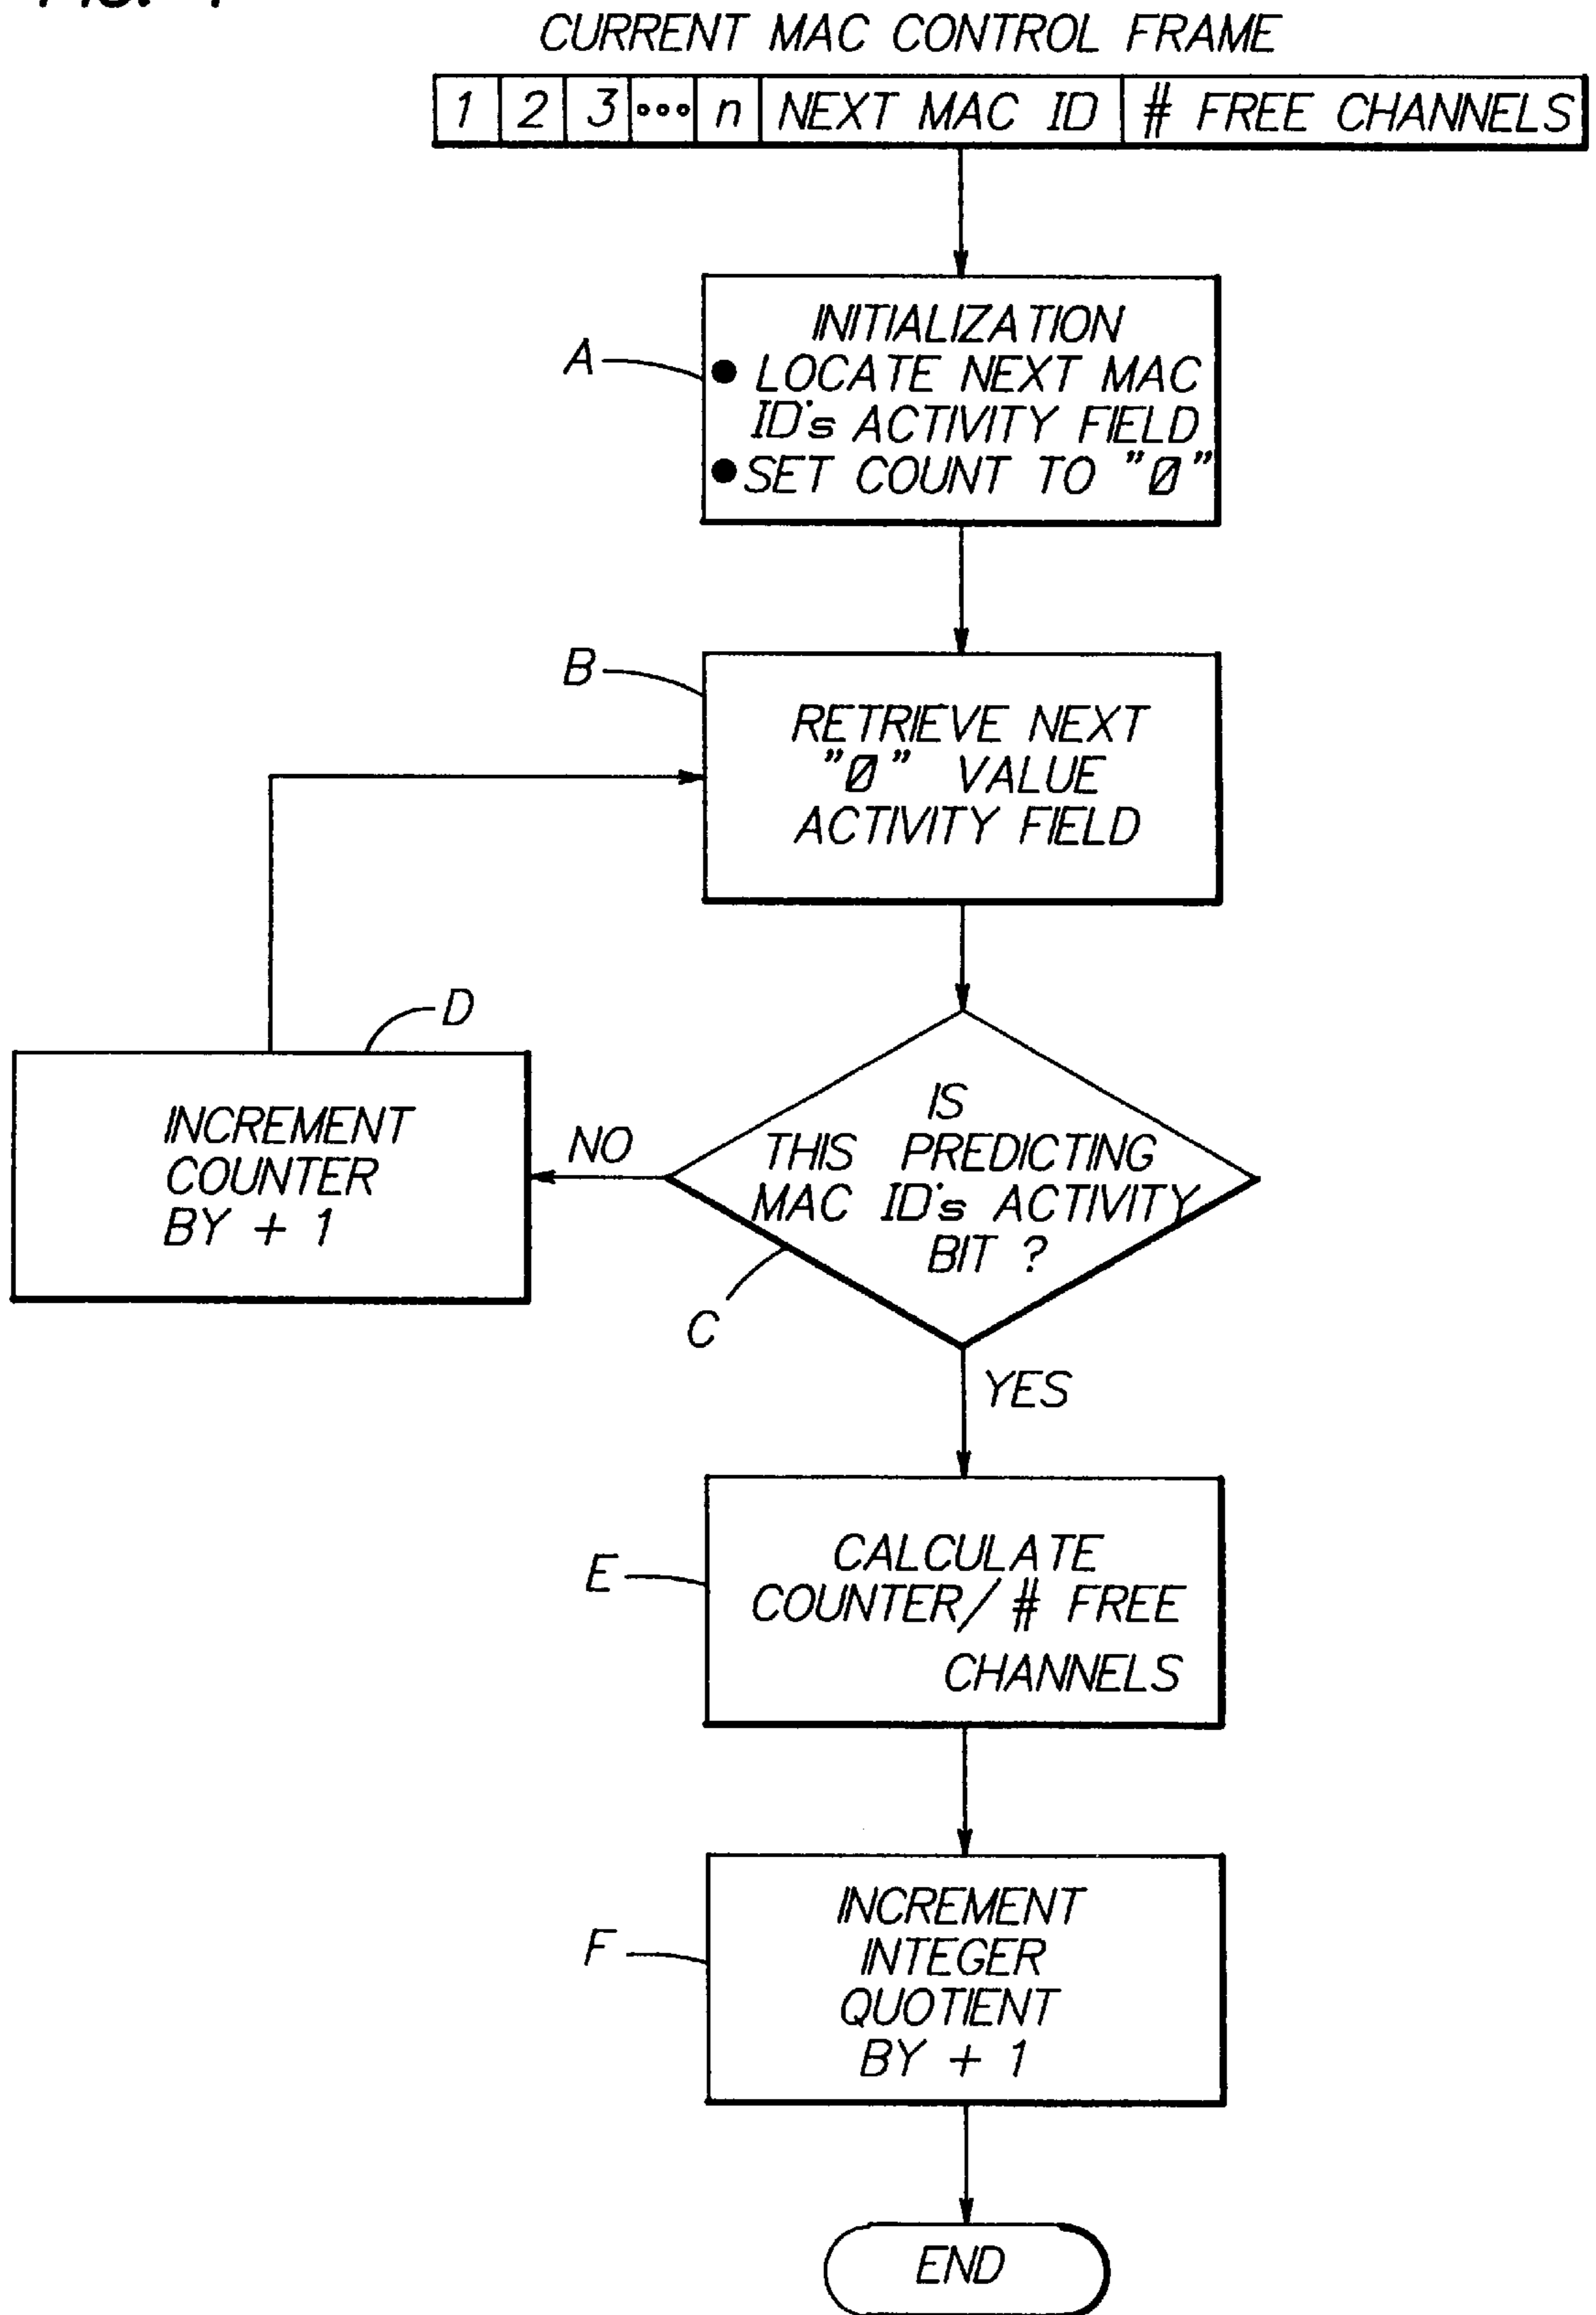 CURRENT MAC CONTROL FRAME
1 2 3 ••• n NEXT MAC ID # FREE CHANNELS
A
INITIALIZATION
● LOCATE NEXT MAC
ID's ACTIVITY FIELD
● SET COUNT TO "0"
B
RETRIEVE NEXT
"0" VALUE
ACTIVITY FIELD
D
INCREMENT
COUNTER
BY + 1
NO
IS
THIS PREDICTING
MAC ID's ACTIVITY
BIT ?
C
YES
E
CALCULATE
COUNTER/# FREE
CHANNELS
F
INCREMENT
INTEGER
QUOTIENT
BY + 1
END